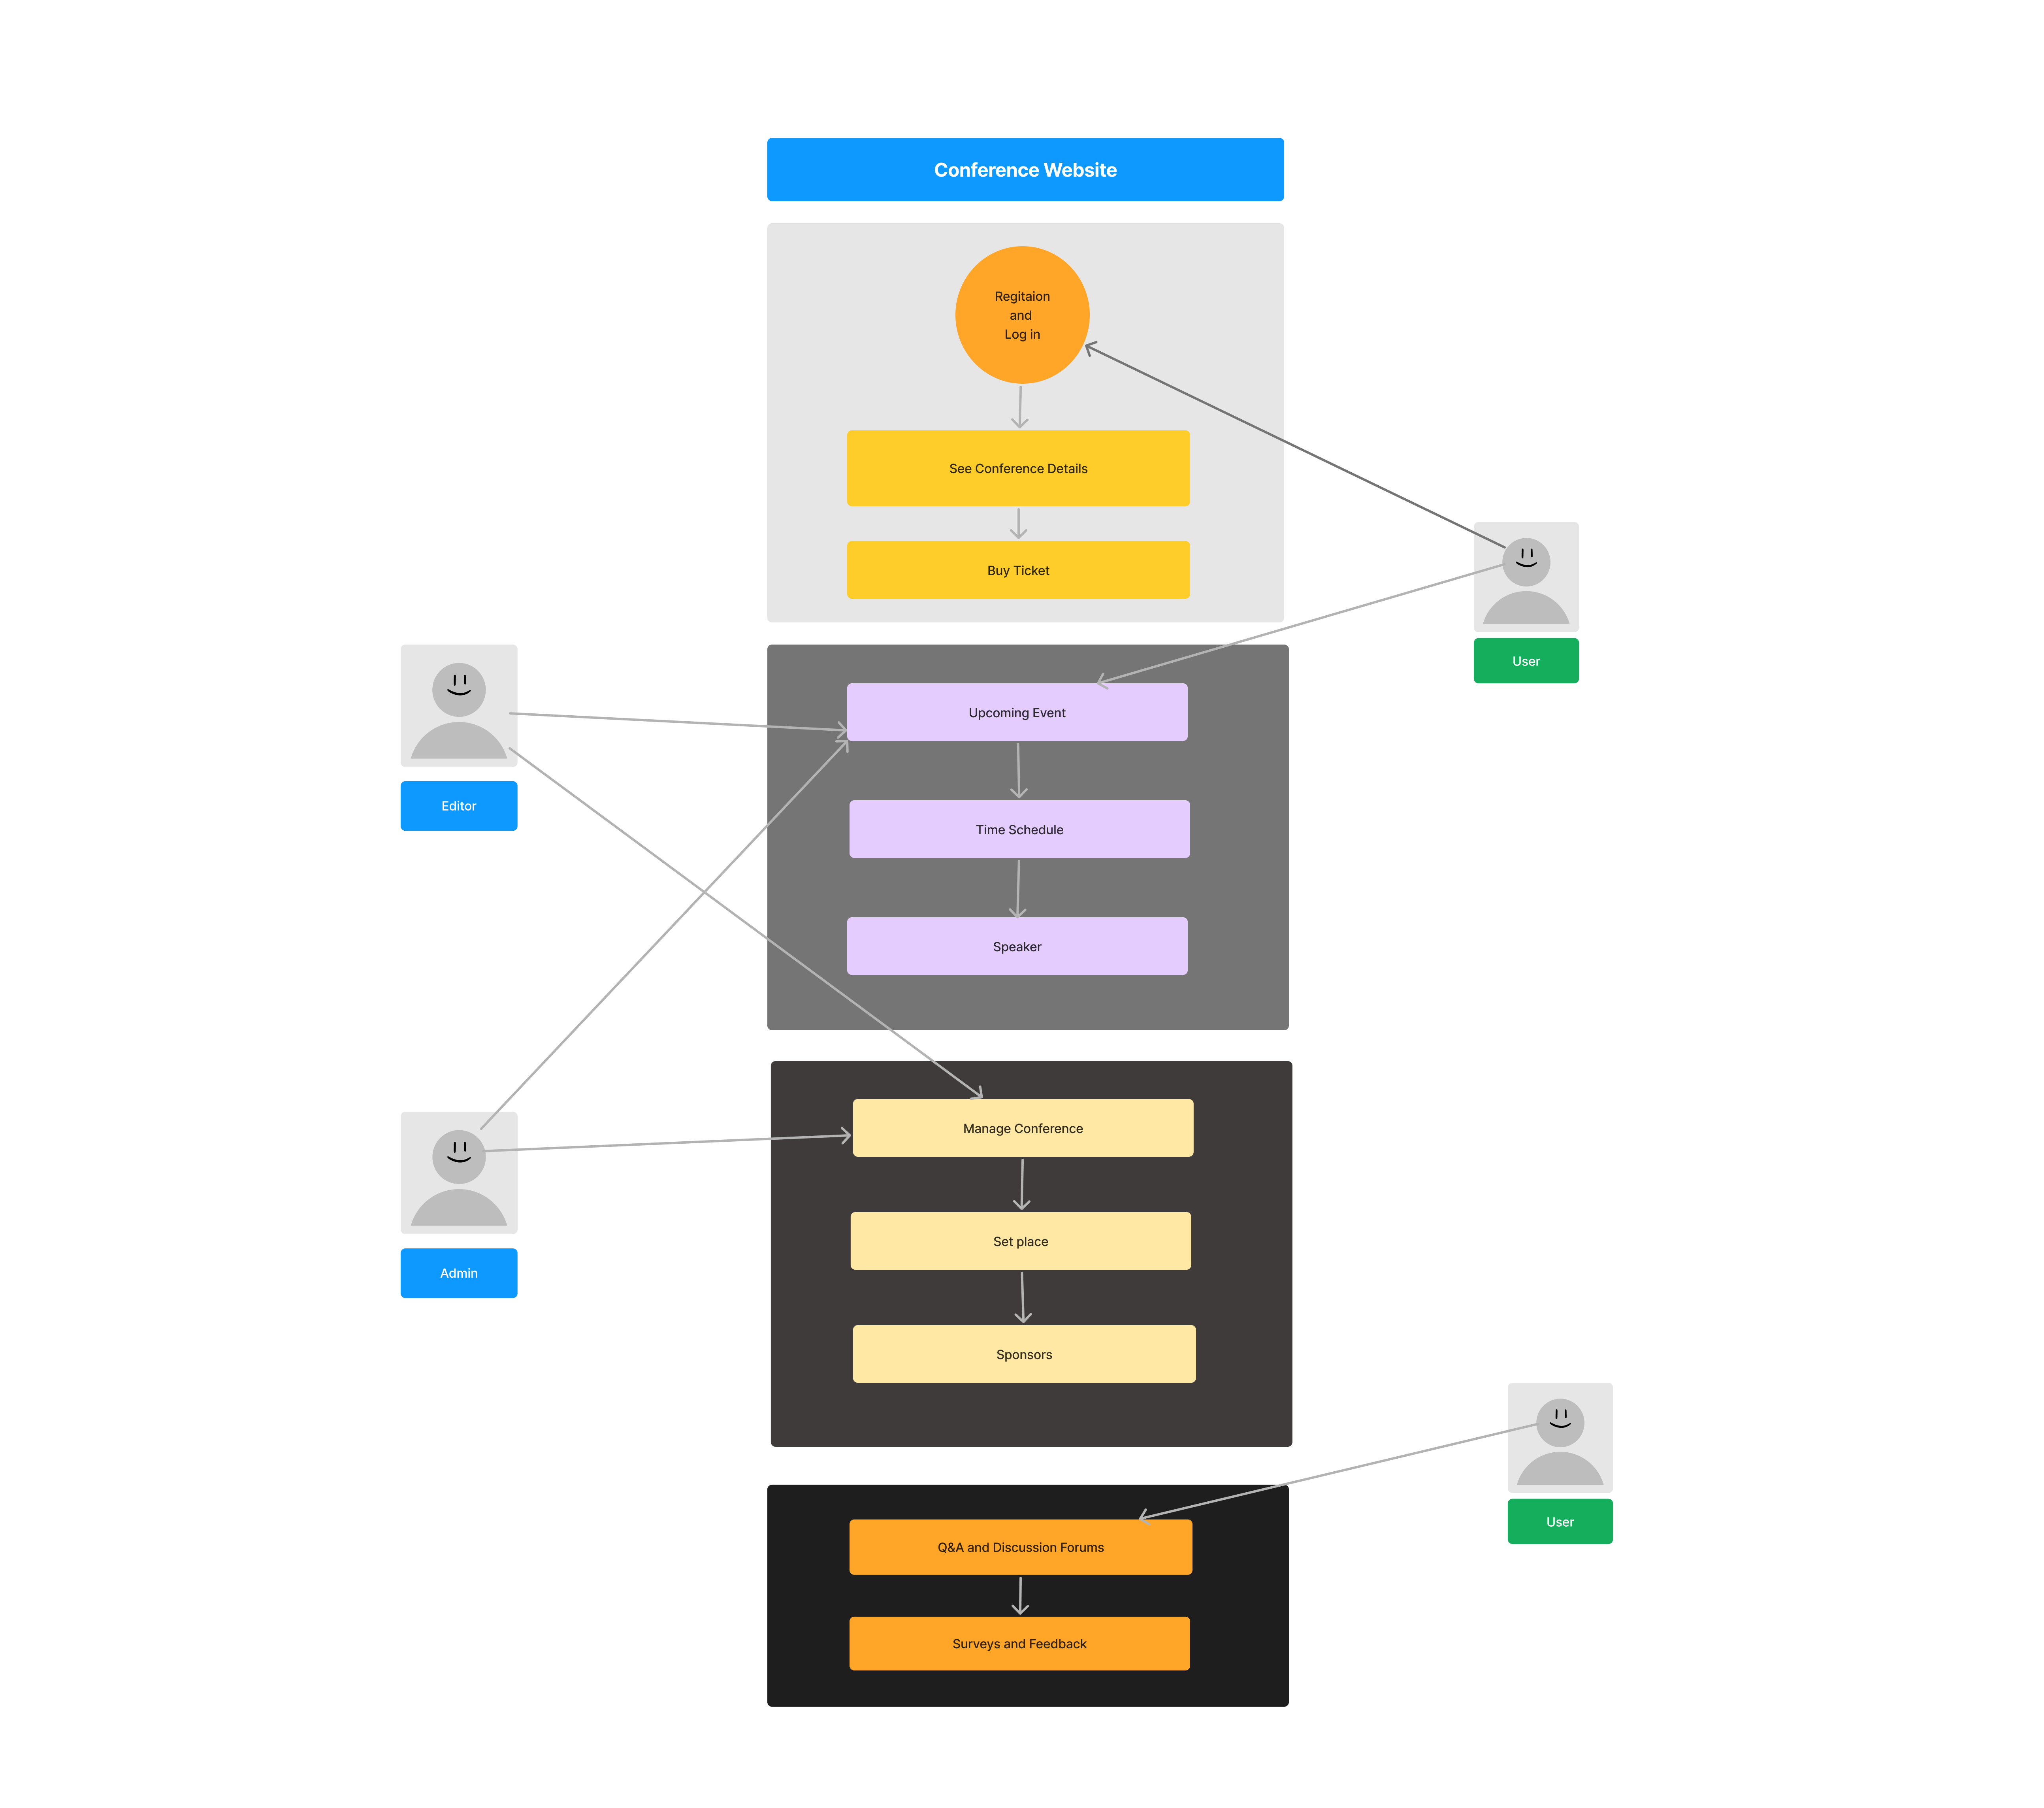 Conference Website
Regitaion
and
Log in
See Conference Details
Buy Ticket
User
Upcoming Event
Editor
Time Schedule
Speaker
Manage Conference
Set place
Admin
Sponsors
User
Q&A and Discussion Forums
Surveys and Feedback